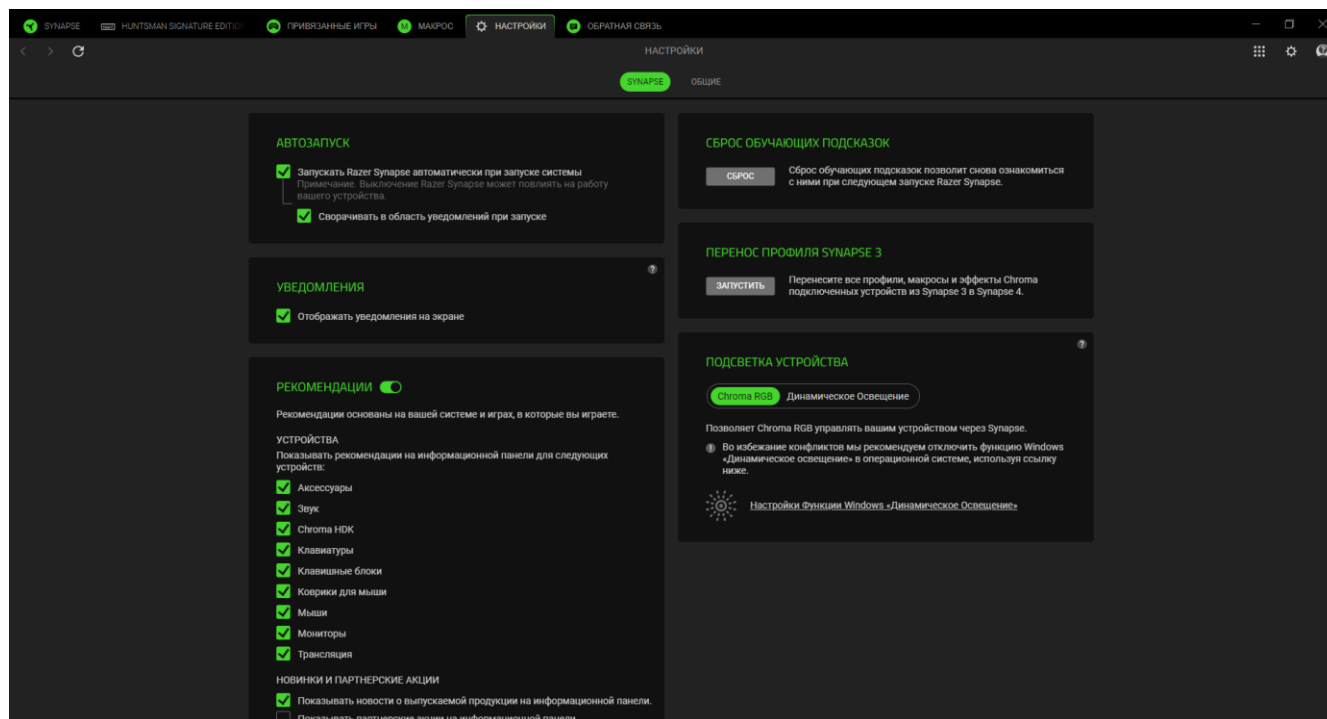 SYNAPSE
HUNTSMAN SIGNATURE EDITIO
ПРИВЯЗАННЫЕ ИГРЫ
МАКРОС
НАСТРОЙКИ
ОБРАТНАЯ СВЯЗЬ
НАСТРОЙКИ
SYNAPSE
ОБЩИЕ
АВТОЗАПУСК
Запускать Razer Synapse автоматически при запуске системы
Примечание. Выключение Razer Synapse может повлиять на работу
вашего устройства.
Сворачивать в область уведомлений при запуске
УВЕДОМЛЕНИЯ
Отображать уведомления на экране
РЕКОМЕНДАЦИИ
Рекомендации основаны на вашей системе и играх, в которые вы играете.
УСТРОЙСТВА
Показывать рекомендации на информационной панели для следующих
устройств:
Аксессуары
Звук
Chroma HDK
Клавиатуры
Клавишные блоки
Коврики для мыши
Мыши
Мониторы
Трансляция
НОВИНКИ И ПАРТНЕРСКИЕ АКЦИИ
Показывать новости о выпускаемой продукции на информационной панели.
Показывать партнерские акции на информационной панели
СБРОС ОБУЧАЮЩИХ ПОДСКАЗОК
СБРОС
Сброс обучающих подсказок позволит снова ознакомиться
с ними при следующем запуске Razer Synapse.
ПЕРЕНОС ПРОФИЛЯ SYNAPSE 3
ЗАПУСТИТЬ
Перенесите все профили, макросы и эффекты Chroma
подключенных устройств из Synapse 3 в Synapse 4.
ПОДСВЕТКА УСТРОЙСТВА
Chroma RGB
Динамическое Освещение
Позволяет Chroma RGB управлять вашим устройством через Synapse.
Во избежание конфликтов мы рекомендуем отключить функцию Windows
«Динамическое освещение» в операционной системе, используя ссылку
ниже.
Настройки Функции Windows «Динамическое Освещение»